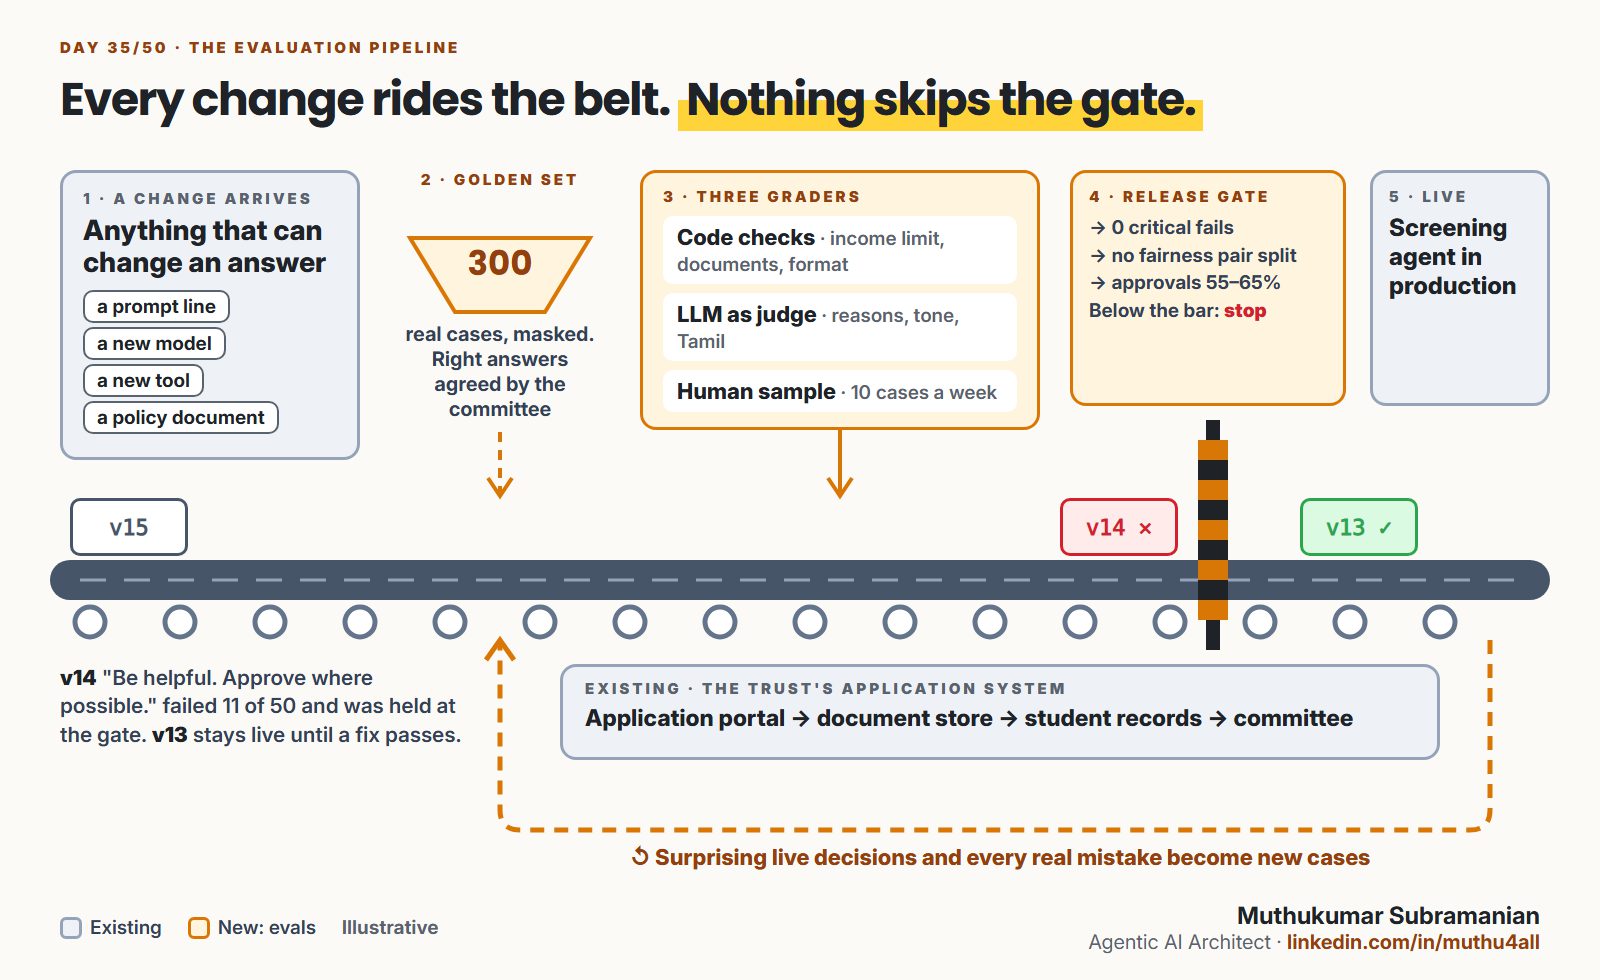 DAY 35/50 · THE EVALUATION PIPELINE
Every change rides the belt. Nothing skips the gate.
1 · A CHANGE ARRIVES
Anything that can
change an answer
a prompt line
a new model
a new tool
a policy document
2 · GOLDEN SET
300
real cases, masked.
Right answers
agreed by the
committee
3 · THREE GRADERS
Code checks · income limit,
documents, format
LLM as judge · reasons, tone,
Tamil
Human sample · 10 cases a week
4 · RELEASE GATE
→ 0 critical fails
→ no fairness pair split
→ approvals 55–65%
Below the bar: stop
5 · LIVE
Screening
agent in
production
v15
v14 ×
v13 ✓
v14 "Be helpful. Approve where
possible." failed 11 of 50 and was held at
the gate. v13 stays live until a fix passes.
EXISTING · THE TRUST'S APPLICATION SYSTEM
Application portal → document store → student records → committee
↺ Surprising live decisions and every real mistake become new cases
Existing
New: evals
Illustrative
Muthukumar Subramanian
Agentic AI Architect · linkedin.com/in/muthu4all